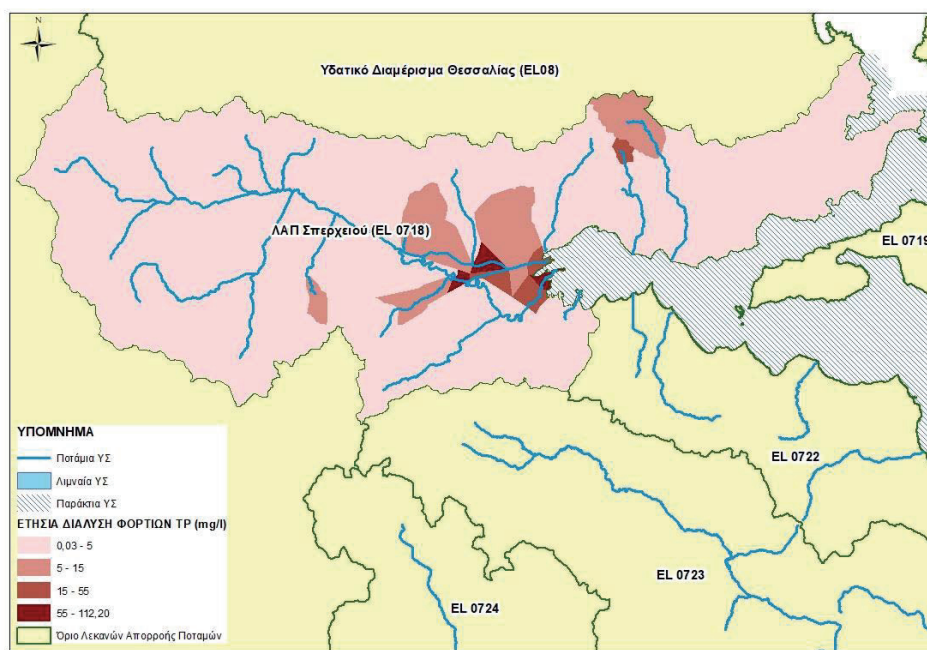 N
Υδατικό Διαμέρισμα Θεσσαλίας (EL08)
ΛΑΠ Σπερχειού (EL 0718)
EL 0719
EL 0722
EL 0723
EL 0724
ΥΠΟΜΝΗΜΑ
Ποτάμια ΥΣ
Λιμναία ΥΣ
Παράκτια ΥΣ
ΕΤΗΣΙΑ ΔΙΑΛΥΣΗ ΦΟΡΤΙΩΝ TP (mg/l)
0,03 - 5
5 - 15
15 - 55
55 - 112,20
Όριο Λεκανών Απορροής Ποταμών